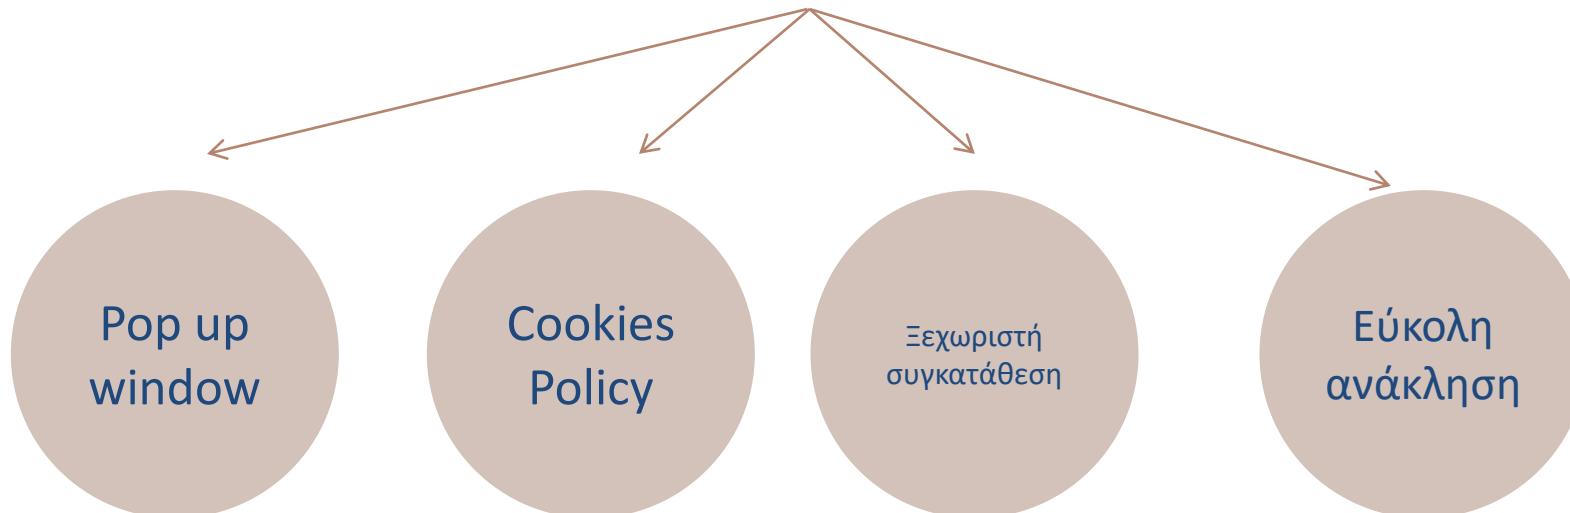 Pop up
window
Cookies
Policy
Ξεχωριστή
συγκατάθεση
Εύκολη
ανάκληση